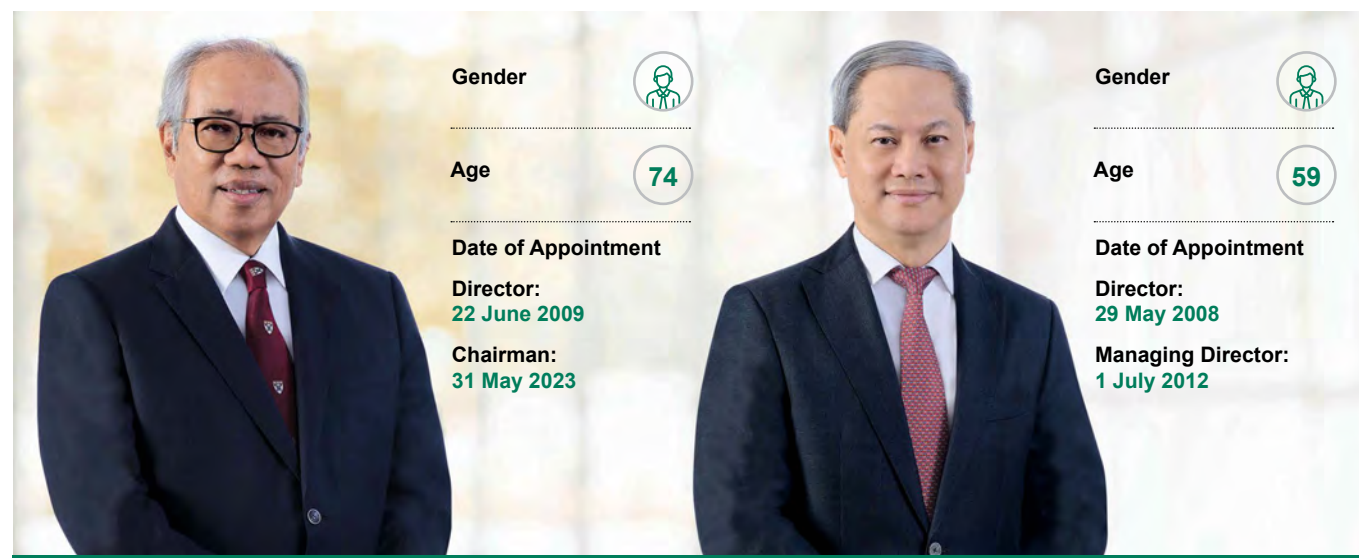 Gender
Age
74
Date of Appointment
Director:
22 June 2009
Chairman:
31 May 2023
Gender
Age
59
Date of Appointment
Director:
29 May 2008
Managing Director:
1 July 2012